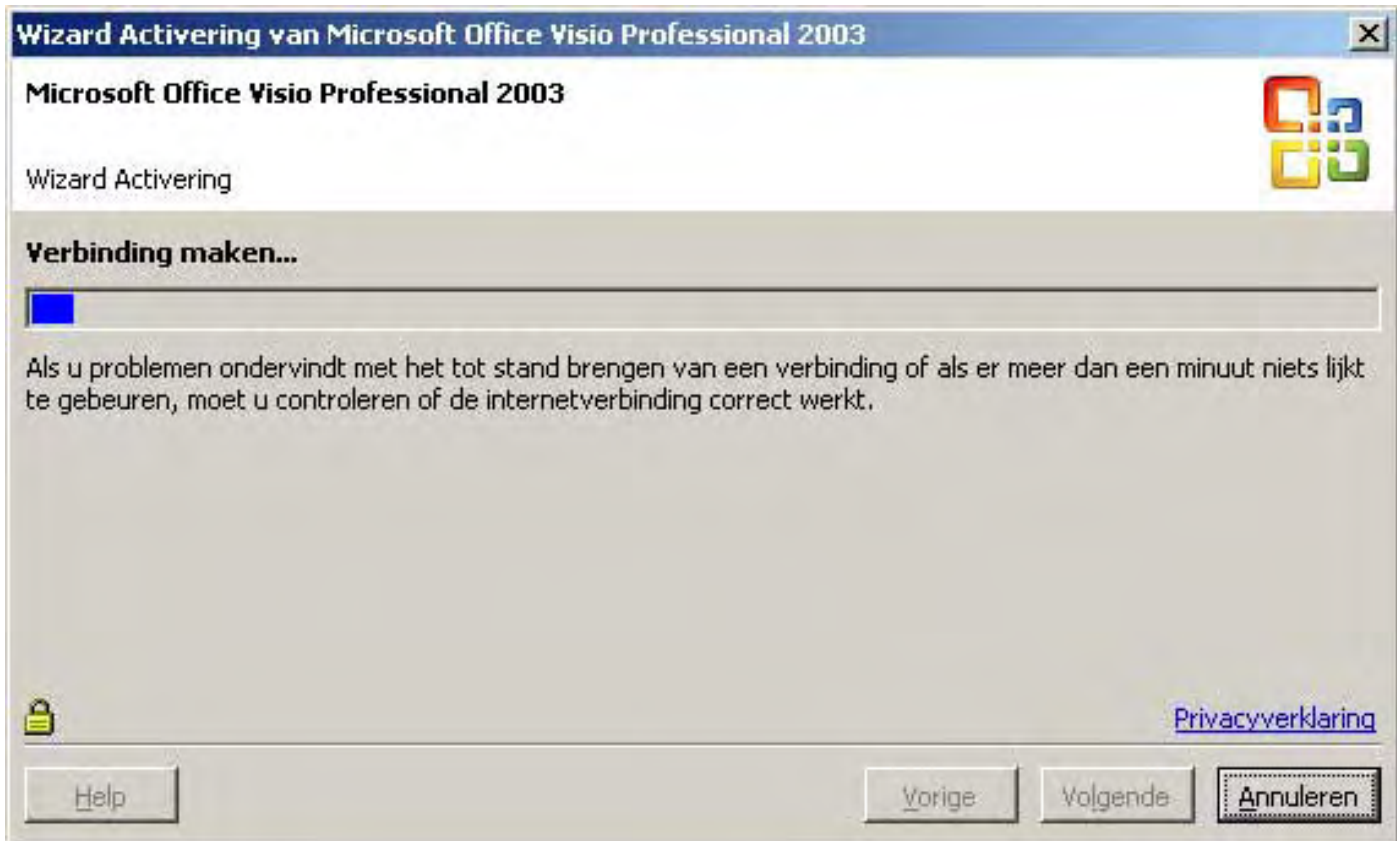 Wizard Activering van Microsoft Office Visio Professional 2003
Microsoft Office Visio Professional 2003
Wizard Activering
Verbinding maken...
Als u problemen ondervindt met het tot stand brengen van een verbinding of als er meer dan een minuut niets lijkt
te gebeuren, moet u controleren of de internetverbinding correct werkt.
Privacyverklaring
Help Vorige Volgende Annuleren